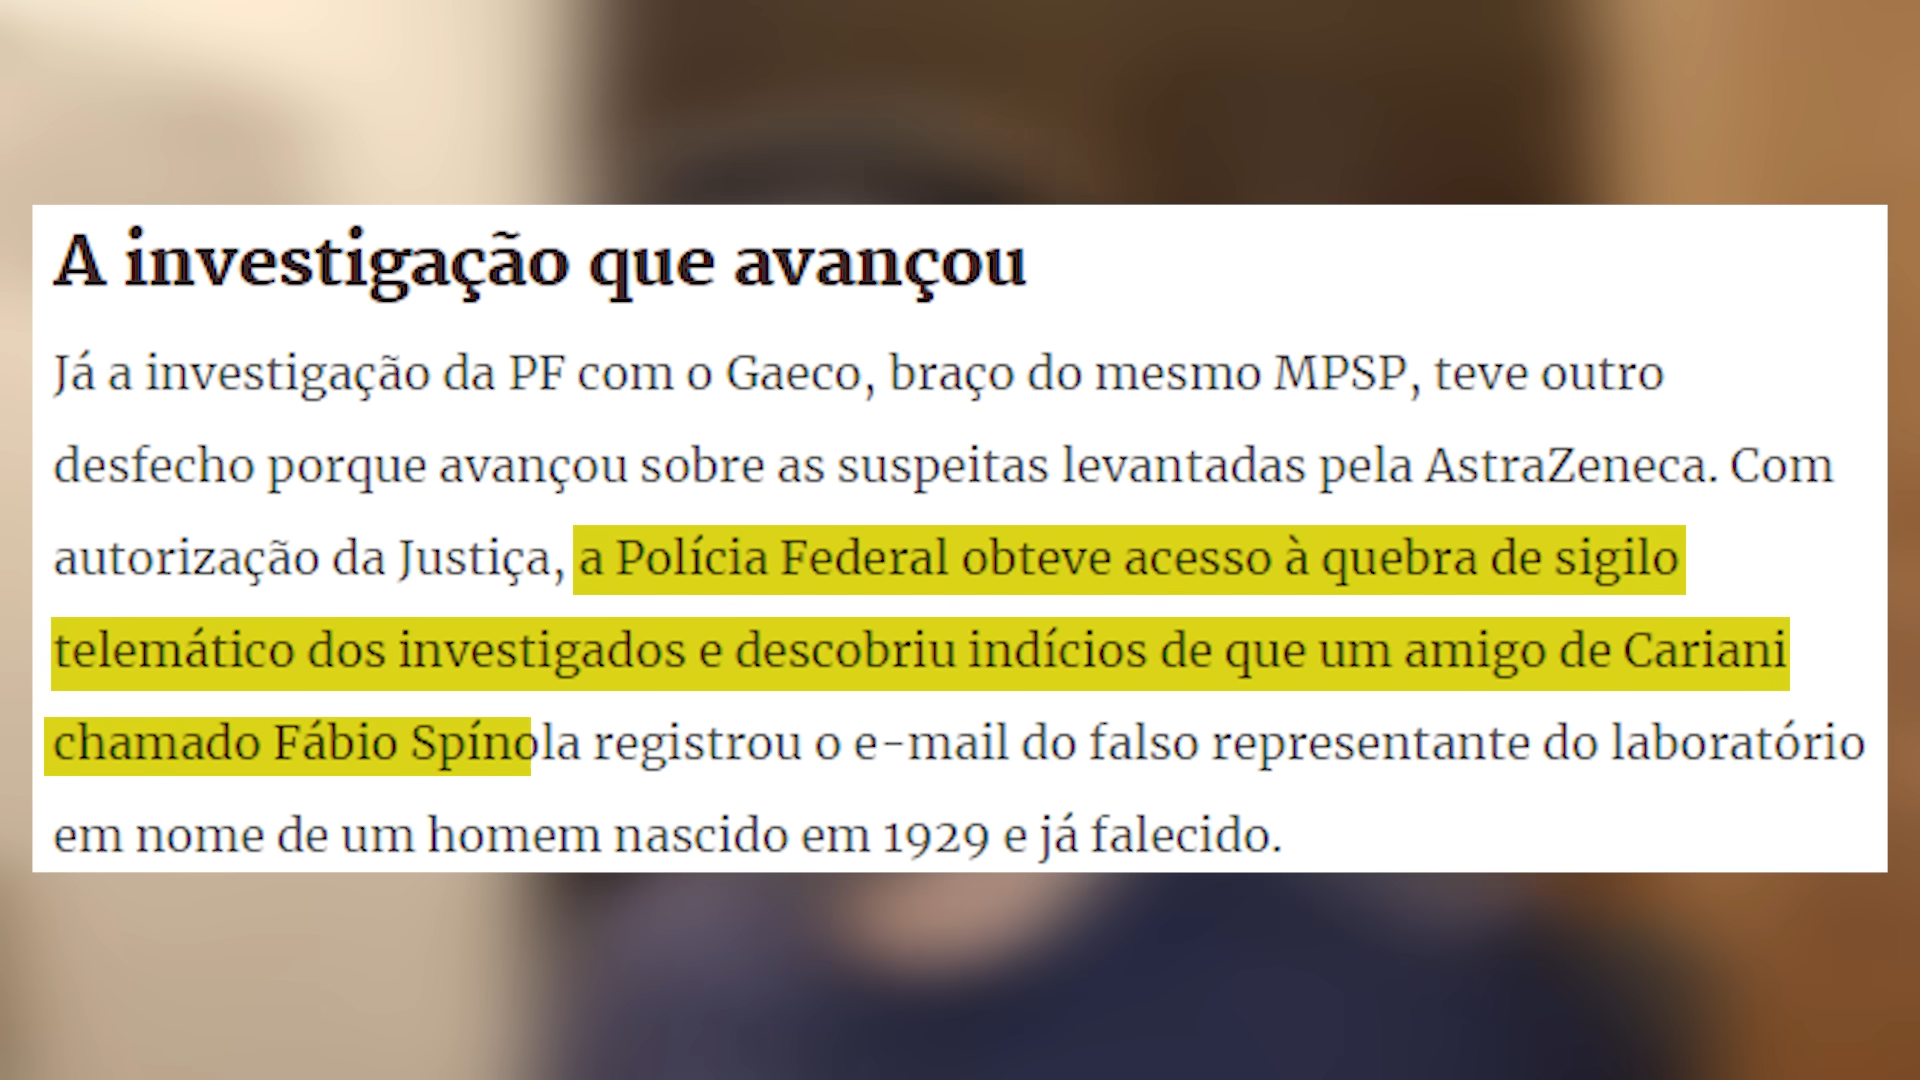 A investigação que avançou
Já a investigação da PF com o Gaeco, braço do mesmo MPSP, teve outro
desfecho porque avançou sobre as suspeitas levantadas pela AstraZeneca. Com
autorização da Justiça, a Polícia Federal obteve acesso à quebra de sigilo
telemático dos investigados e descobriu indícios de que um amigo de Cariani
chamado Fábio Spínola registrou o e-mail do falso representante do laboratório
em nome de um homem nascido em 1929 e já falecido.